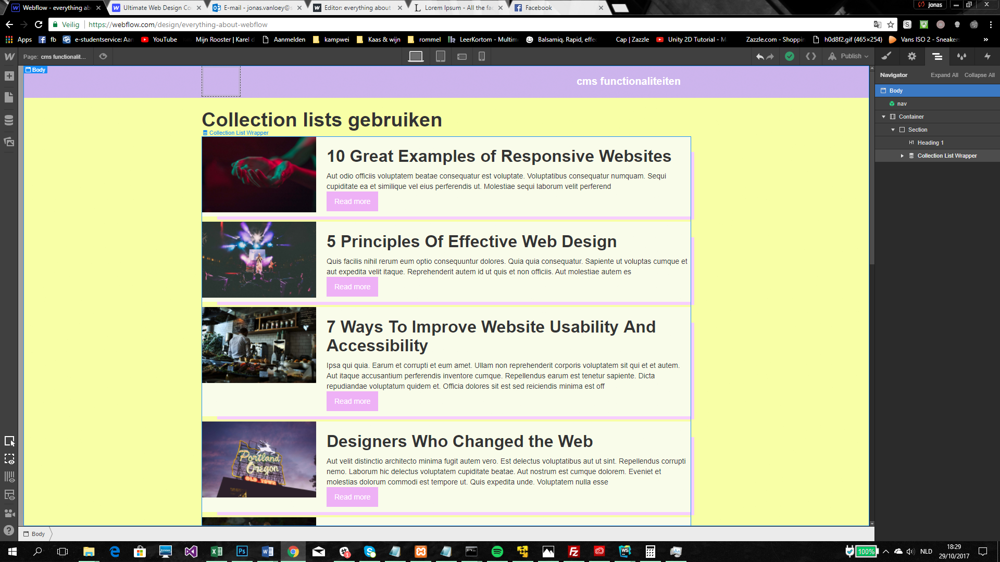 Webflow - everything ab
Ultimate Web Design Co
E-mail - jonas.vanloey@s
Editor: everything about
Lorem Ipsum - All the fac
Facebook
jonas
Veilig
https://webflow.com/design/everything-about-webflow
Apps
fb
e-studentservice: Aan
YouTube
Mijn Rooster | Karel d
Aanmelden
kampwei
Kaas & wijn
rommel
LeerKortom - Multim
Balsamiq. Rapid, effe
Cap | Zazzle
Unity 2D Tutorial - M
Zazzle.com - Shoppin
h0d8f2.gif (465×254)
Vans ISO 2 - Sneaker
Page: cms functionalit...
Publish
Body
cms functionaliteiten
Navigator
Expand All
Collapse All
Body
nav
Container
Section
H1 Heading 1
Collection List Wrapper
Collection lists gebruiken
Collection List Wrapper
10 Great Examples of Responsive Websites
Aut odio officiis voluptatem beatae consequatur est voluptate. Voluptatibus consequatur numquam. Sequi
cupiditate ea et similique vel eius perferendis ut. Molestiae sequi laborum velit perferend
Read more
5 Principles Of Effective Web Design
Quis facilis nihil rerum eum optio consequuntur dolores. Quia quia consequatur. Sapiente ut voluptas cumque et
aut expedita velit itaque. Reprehenderit autem id ut quis et non officiis. Aut molestiae autem es
Read more
7 Ways To Improve Website Usability And
Accessibility
Ipsa qui quia. Earum et corrupti et eum amet. Ullam non reprehenderit corporis voluptatem sit qui et et autem.
Aut itaque accusantium perferendis inventore cumque. Repellendus earum est tenetur sapiente. Dicta
repudiandae voluptatum quidem et. Officia dolores sit est sed reiciendis minima est off
Read more
Portland
Oregon
OLD TOWN
Designers Who Changed the Web
Aut velit distinctio architecto minima fugit autem vero. Est delectus voluptatibus aut ut sint. Repellendus corrupti
nemo. Laborum hic delectus voluptatem cupiditate beatae. Aut nostrum est cumque dolorem. Eveniet et
molestias dolorum commodi est tempore ut. Quis expedita unde. Voluptatem nulla esse
Read more
Body
100%
NLD
18:29
29/10/2017